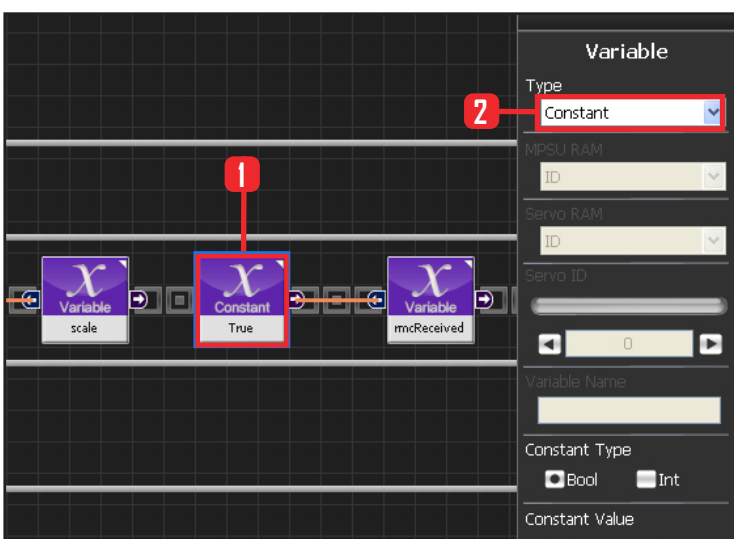 1
Variable
scale
Constant
True
Variable
rmcReceived
Variable
Type
2
Constant
MPSU RAM
ID
Servo RAM
ID
Servo ID
0
Variable Name
Constant Type
Bool Int
Constant Value